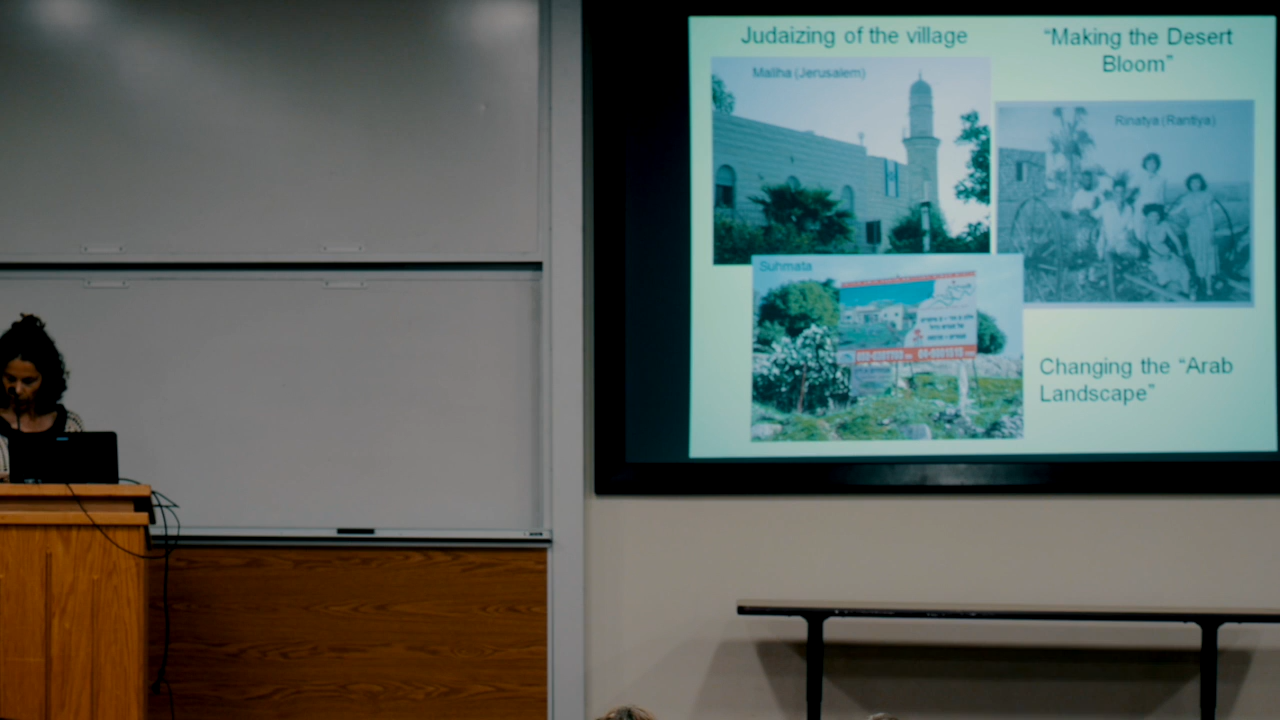 Judaizing of the village
"Making the Desert
Bloom"
Maliha (Jerusalem)
Rinatya (Rantiya)
Suhmata
Changing the "Arab
Landscape"